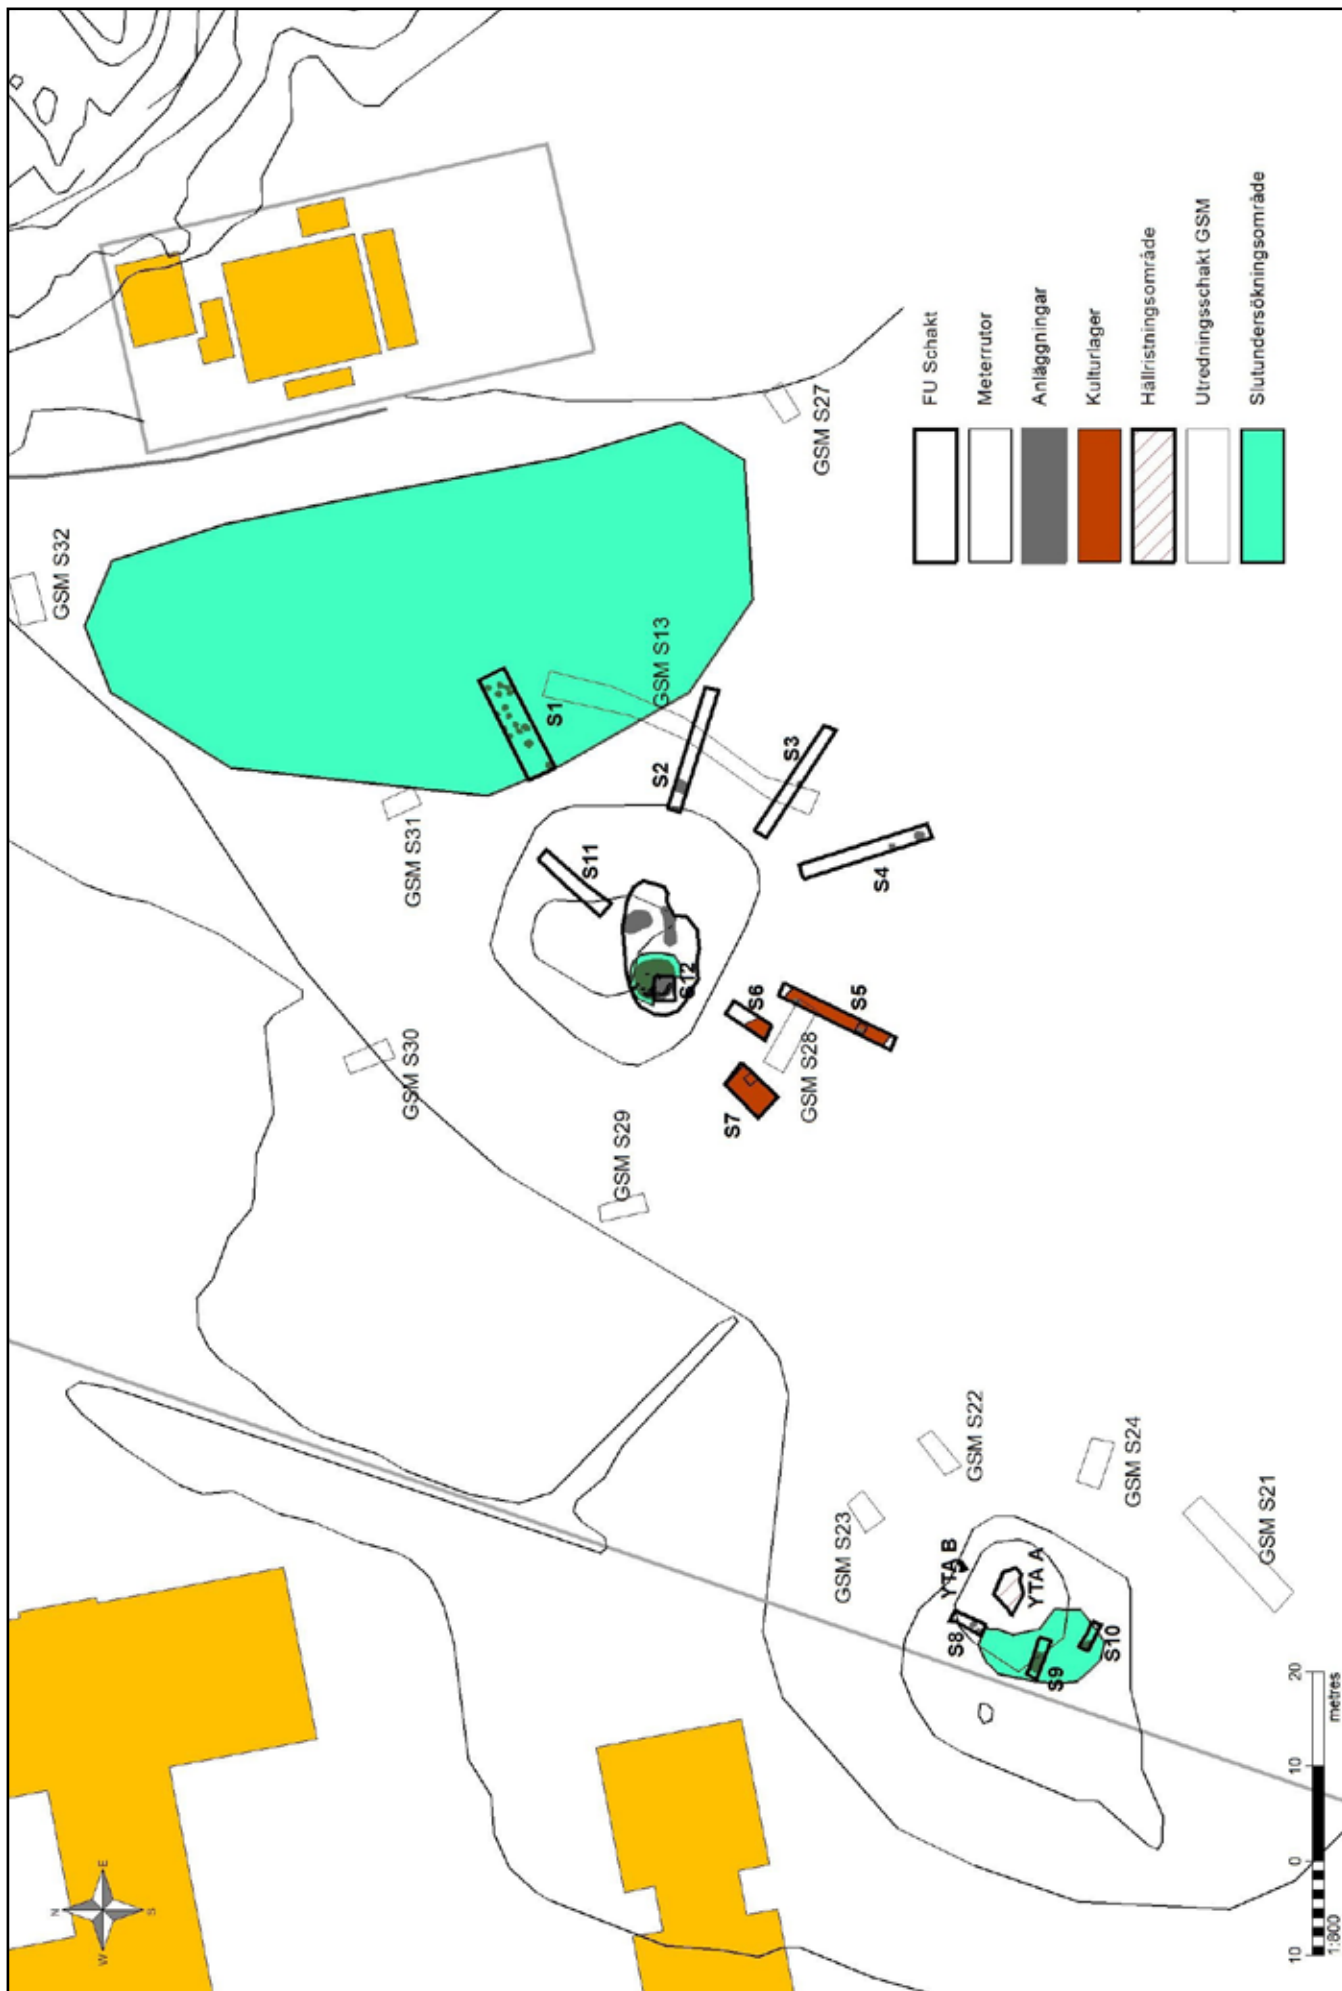 GSM S32
GSM S27
GSM S13
S1
S2
S3
S4
GSM S31
S11
S12
S6
S5
S7
GSM S28
GSM S30
GSM S29
GSM S22
GSM S23
GSM S24
GSM S21
YTA B
YTA A
S8
S9
S10
FU Schakt
Meterrutor
Anläggningar
Kulturlager
Hällristningsområde
Utredningsschakt GSM
Slutundersökningsområde
N
W E
S
10 0 10 20
1:800 metres